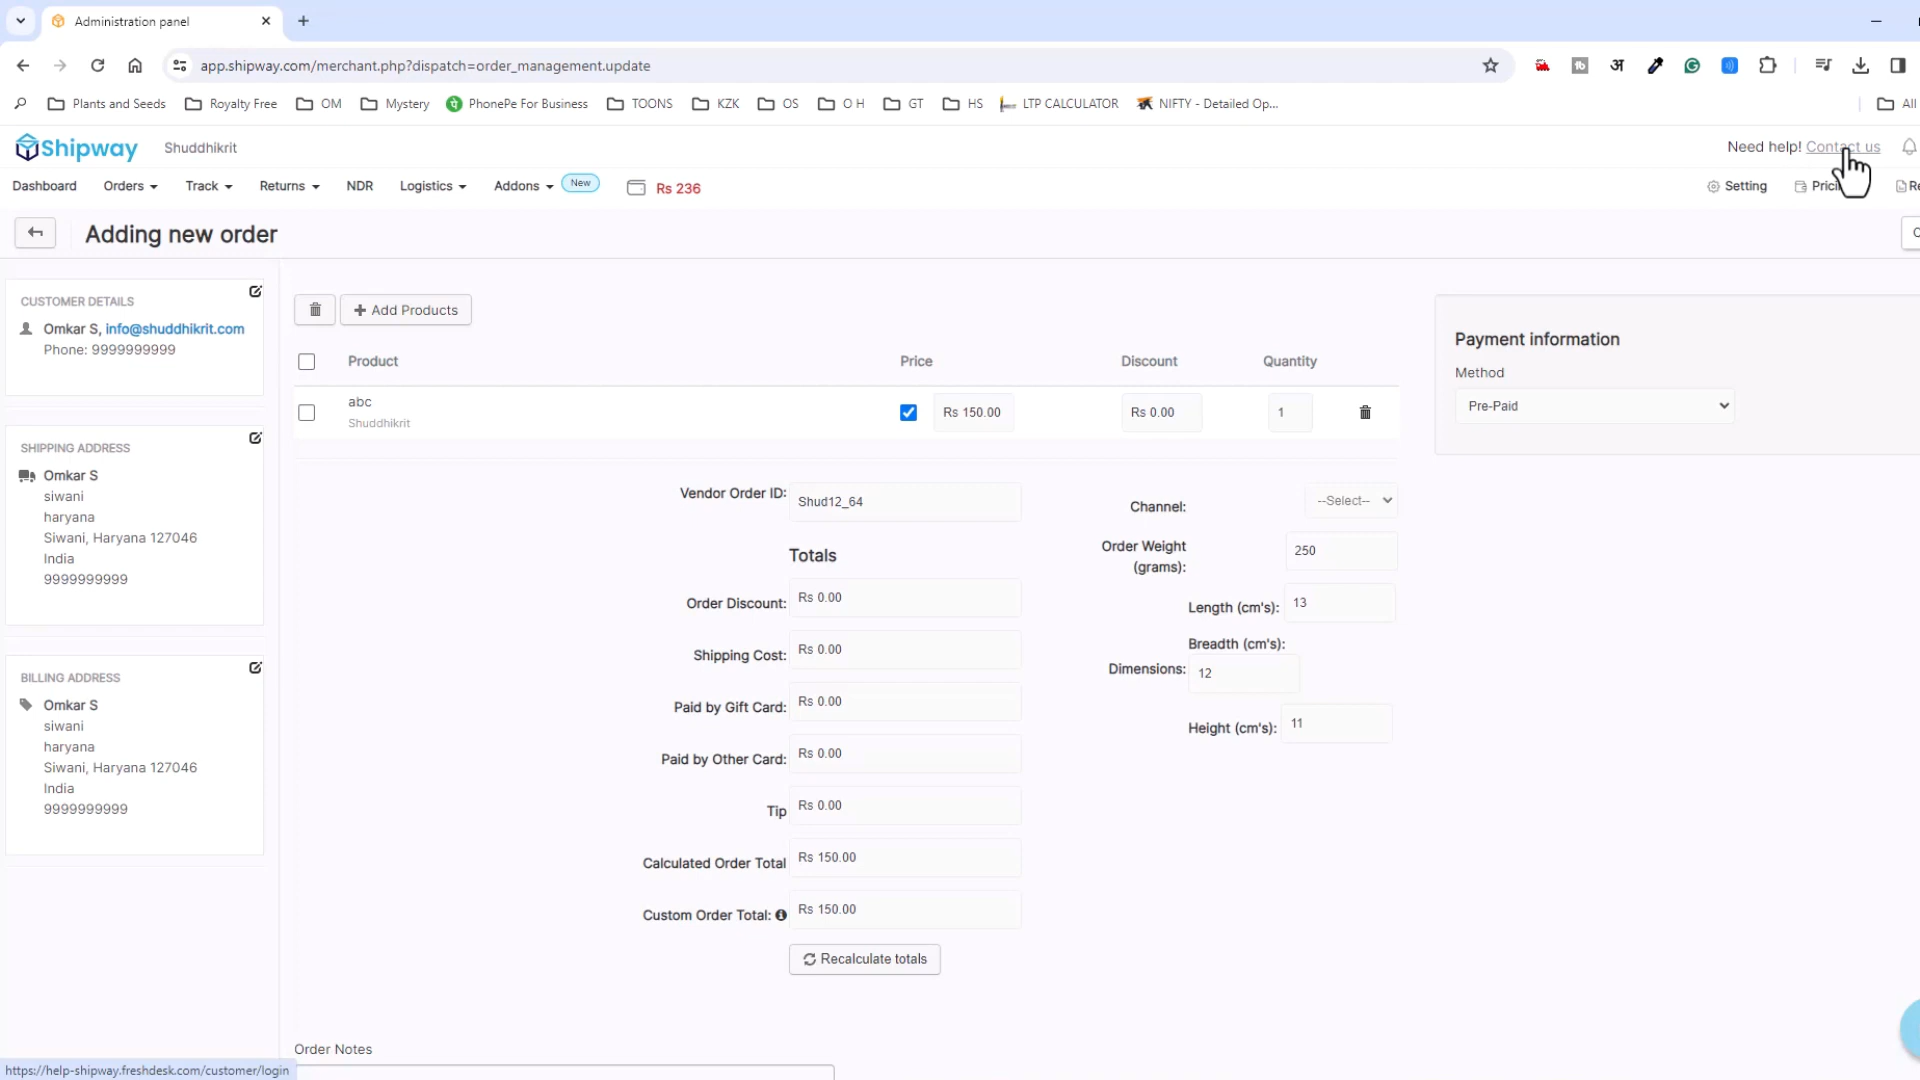 Administration panel
app.shipway.com/merchant.php?dispatch=order_management.update
Plants and Seeds Royalty Free OM Mystery PhonePe For Business TOONS KZK OS O H GT HS LTP CALCULATOR NIFTY - Detailed Op... All
Shipway Shuddhikrit Need help! Contact us
Dashboard Orders Track Returns NDR Logistics Addons New Rs 236 Setting
Adding new order
CUSTOMER DETAILS
Omkar S, info@shuddhikrit.com
Phone: 9999999999
SHIPPING ADDRESS
Omkar S
siwani
haryana
Siwani, Haryana 127046
India
9999999999
BILLING ADDRESS
Omkar S
siwani
haryana
Siwani, Haryana 127046
India
9999999999
Add Products
Product Price Discount Quantity
abc Rs 150.00 Rs 0.00 1
Shuddhikrit
Vendor Order ID: Shud12_64
Totals
Order Discount: Rs 0.00
Shipping Cost: Rs 0.00
Paid by Gift Card: Rs 0.00
Paid by Other Card: Rs 0.00
Tip Rs 0.00
Calculated Order Total Rs 150.00
Custom Order Total: Rs 150.00
Recalculate totals
Channel: --Select--
Order Weight
(grams): 250
Length (cm's): 13
Breadth (cm's):
Dimensions: 12
Height (cm's): 11
Payment information
Method
Pre-Paid
Order Notes
https://help-shipway.freshdesk.com/customer/login